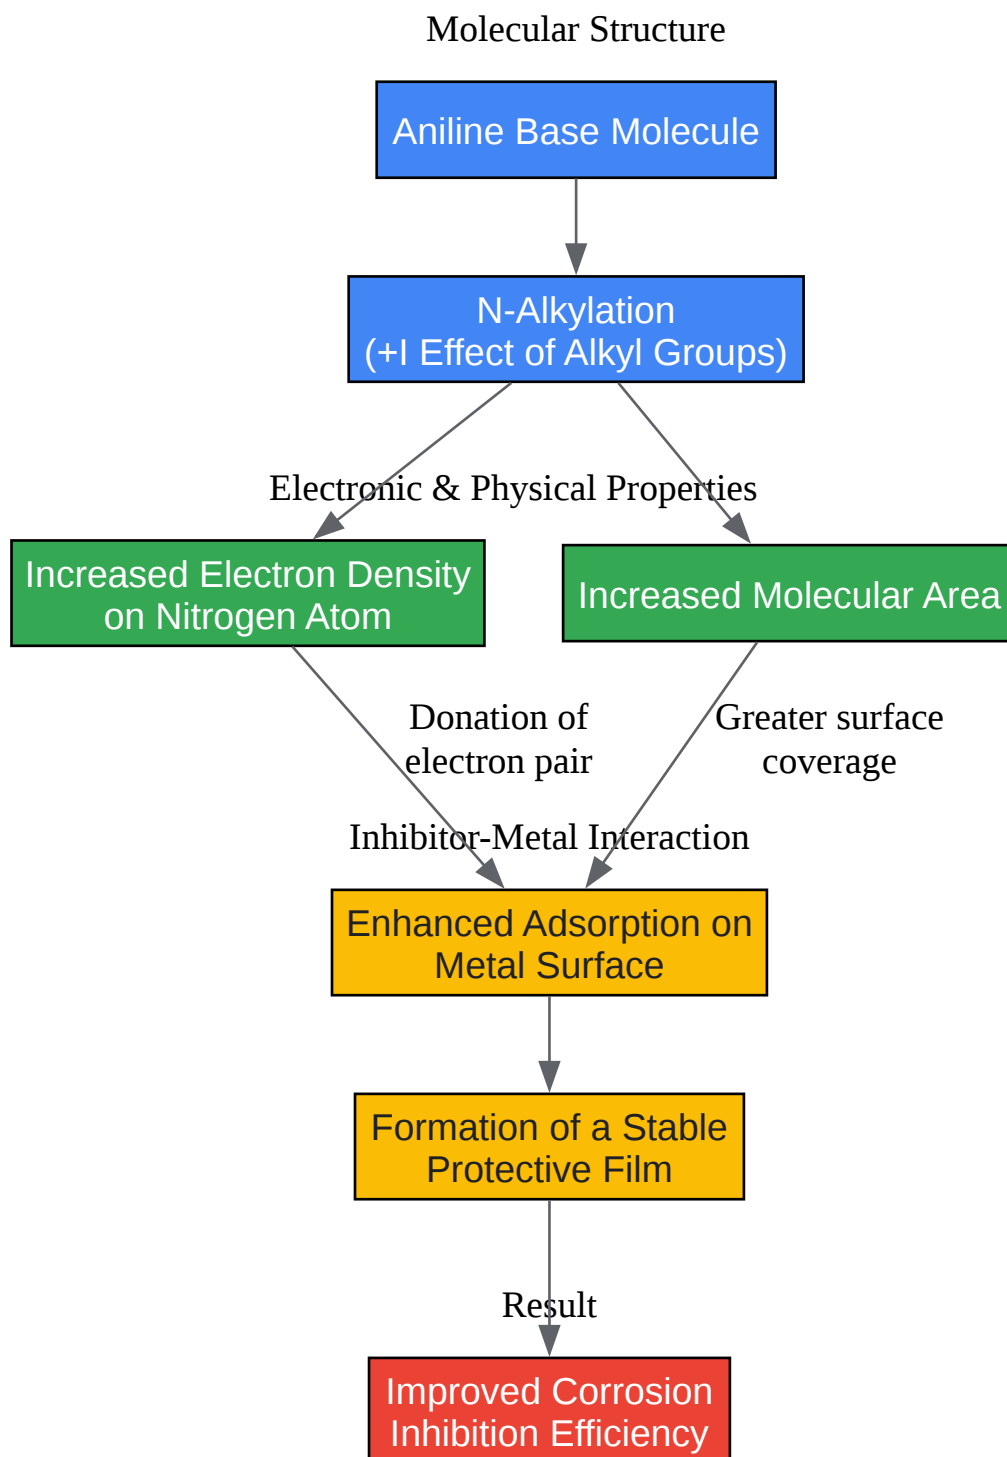 Molecular Structure
Aniline Base Molecule
N-Alkylation
(+I Effect of Alkyl Groups)
Electronic & Physical Properties
Increased Electron Density
on Nitrogen Atom
Increased Molecular Area
Donation of
electron pair
Greater surface
coverage
Inhibitor-Metal Interaction
Enhanced Adsorption on
Metal Surface
Formation of a Stable
Protective Film
Result
Improved Corrosion
Inhibition Efficiency